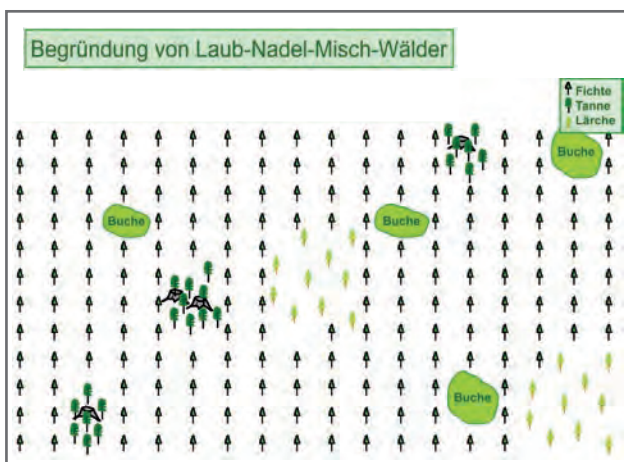 Begründung von Laub-Nadel-Misch-Wälder
Fichte
Tanne
Lärche
Buche
Buche
Buche
Buche